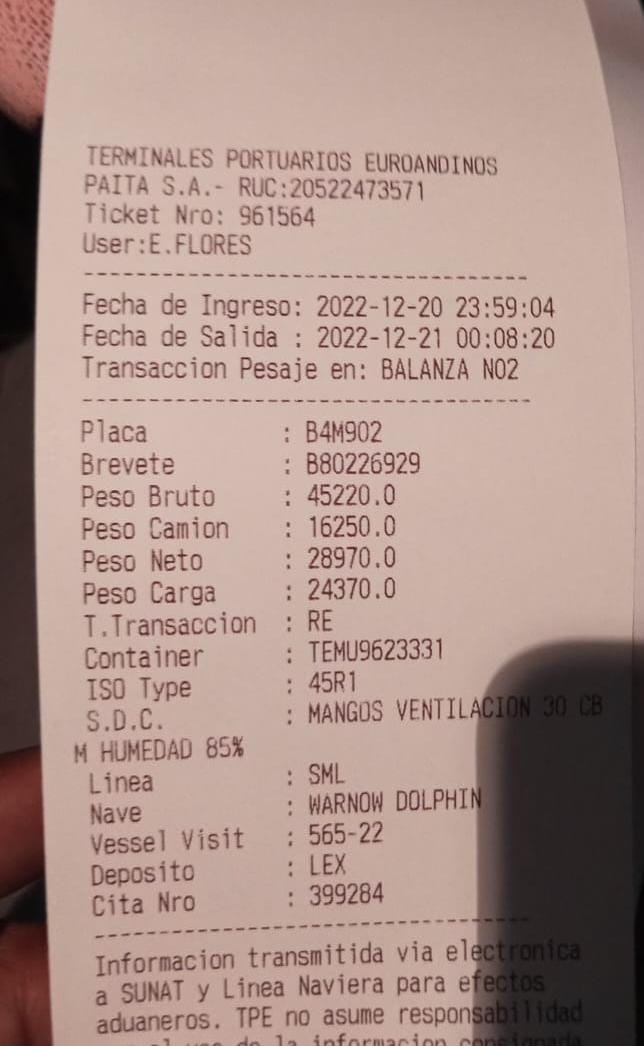 TERMINALES PORTUARIOS EUROANDINOS
PAITA S.A.- RUC:20522473571
Ticket Nro: 961564
User:E.FLORES
--------------------------------------
Fecha de Ingreso: 2022-12-20 23:59:04
Fecha de Salida : 2022-12-21 00:08:20
Transaccion Pesaje en: BALANZA NO2
--------------------------------------
Placa : B4M902
Brevete : B80226929
Peso Bruto : 45220.0
Peso Camion : 16250.0
Peso Neto : 28970.0
Peso Carga : 24370.0
T.Transaccion : RE
Container : TEMU9623331
ISO Type : 45R1
S.D.C. : MANGOS VENTILACION 30 CB
M HUMEDAD 85%
Linea : SML
Nave : WARNOW DOLPHIN
Vessel Visit : 565-22
Deposito : LEX
Cita Nro : 399284
--------------------------------------
Informacion transmitida via electronica
a SUNAT y Linea Naviera para efectos
aduaneros. TPE no asume responsabilidad
de la informacion